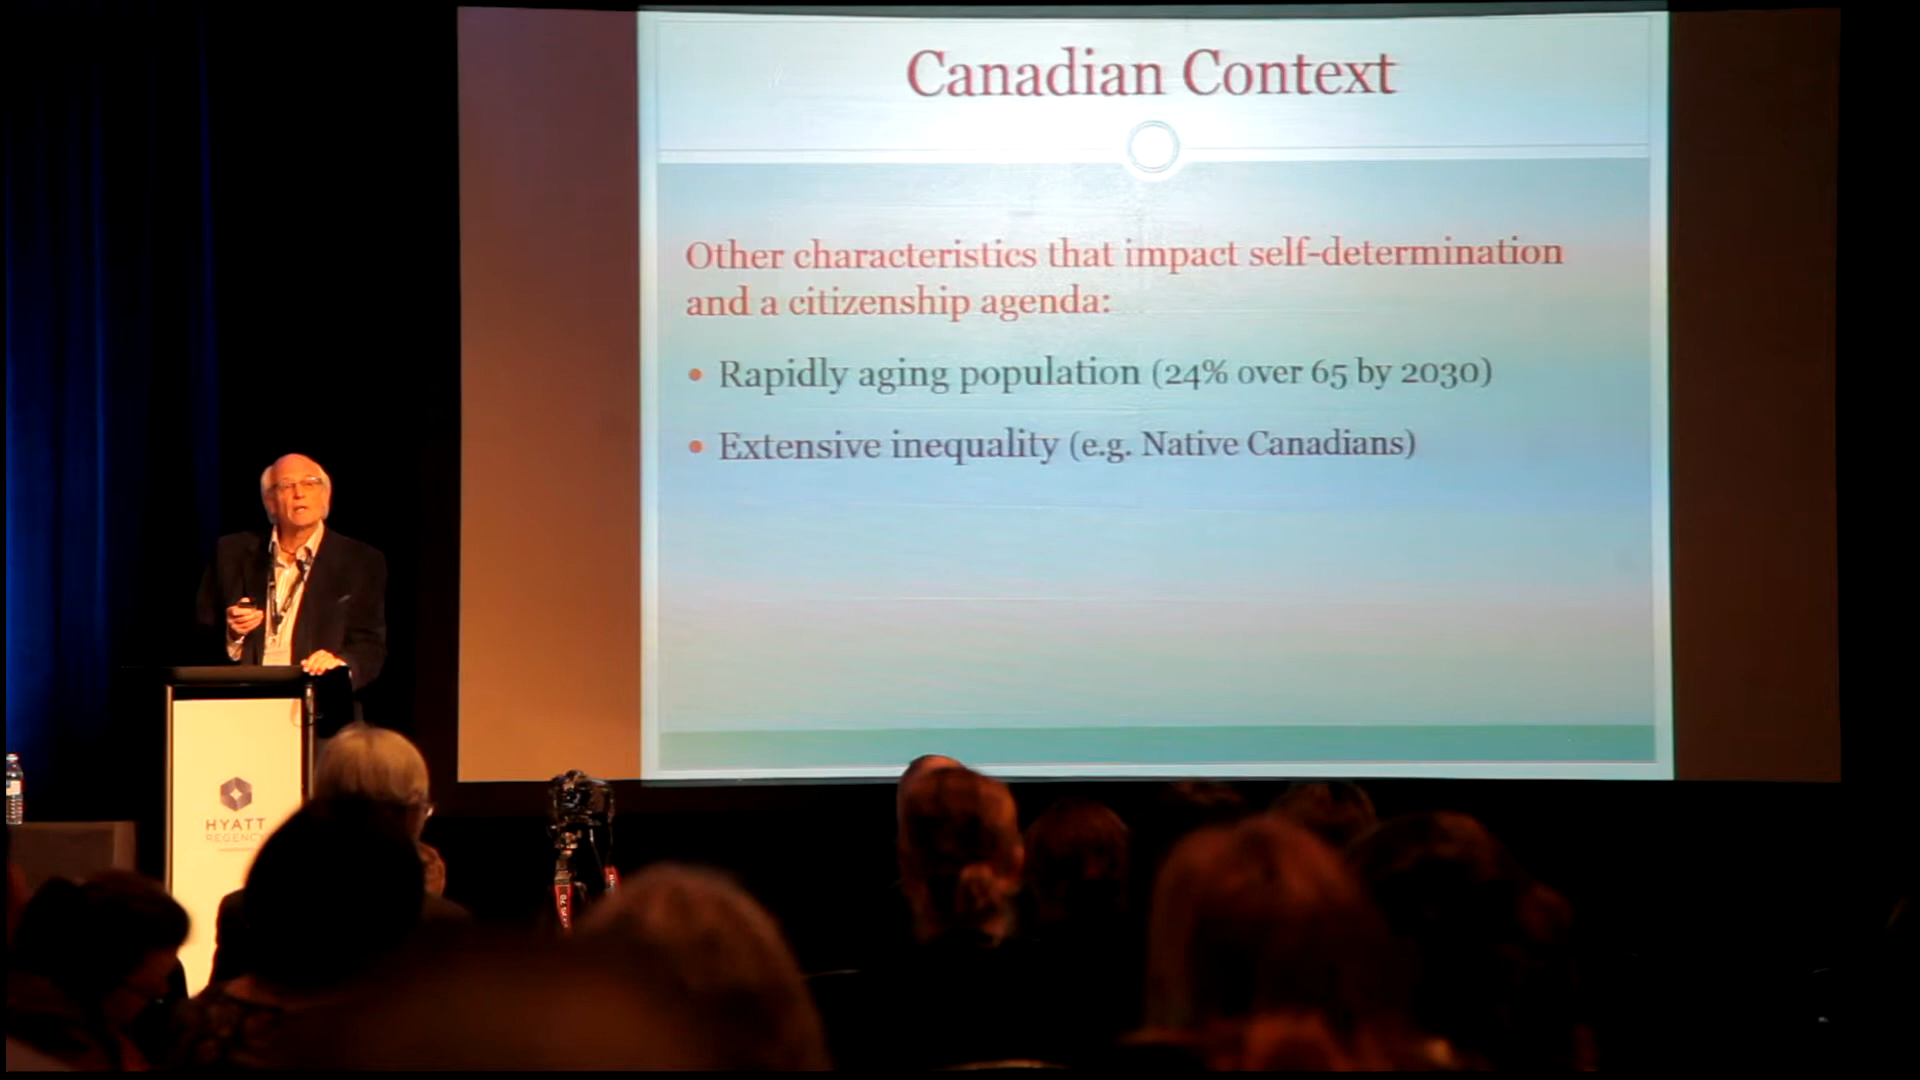 Canadian Context
Other characteristics that impact self-determination
and a citizenship agenda:
• Rapidly aging population (24% over 65 by 2030)
• Extensive inequality (e.g. Native Canadians)
HYATT
REGENCY